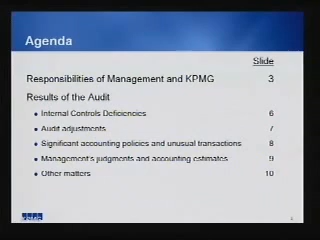 Agenda
Slide
Responsibilities of Management and KPMG 3
Results of the Audit
• Internal Controls Deficiencies 6
• Audit adjustments 7
• Significant accounting policies and unusual transactions 8
• Management's judgments and accounting estimates 9
• Other matters 10
KPMG